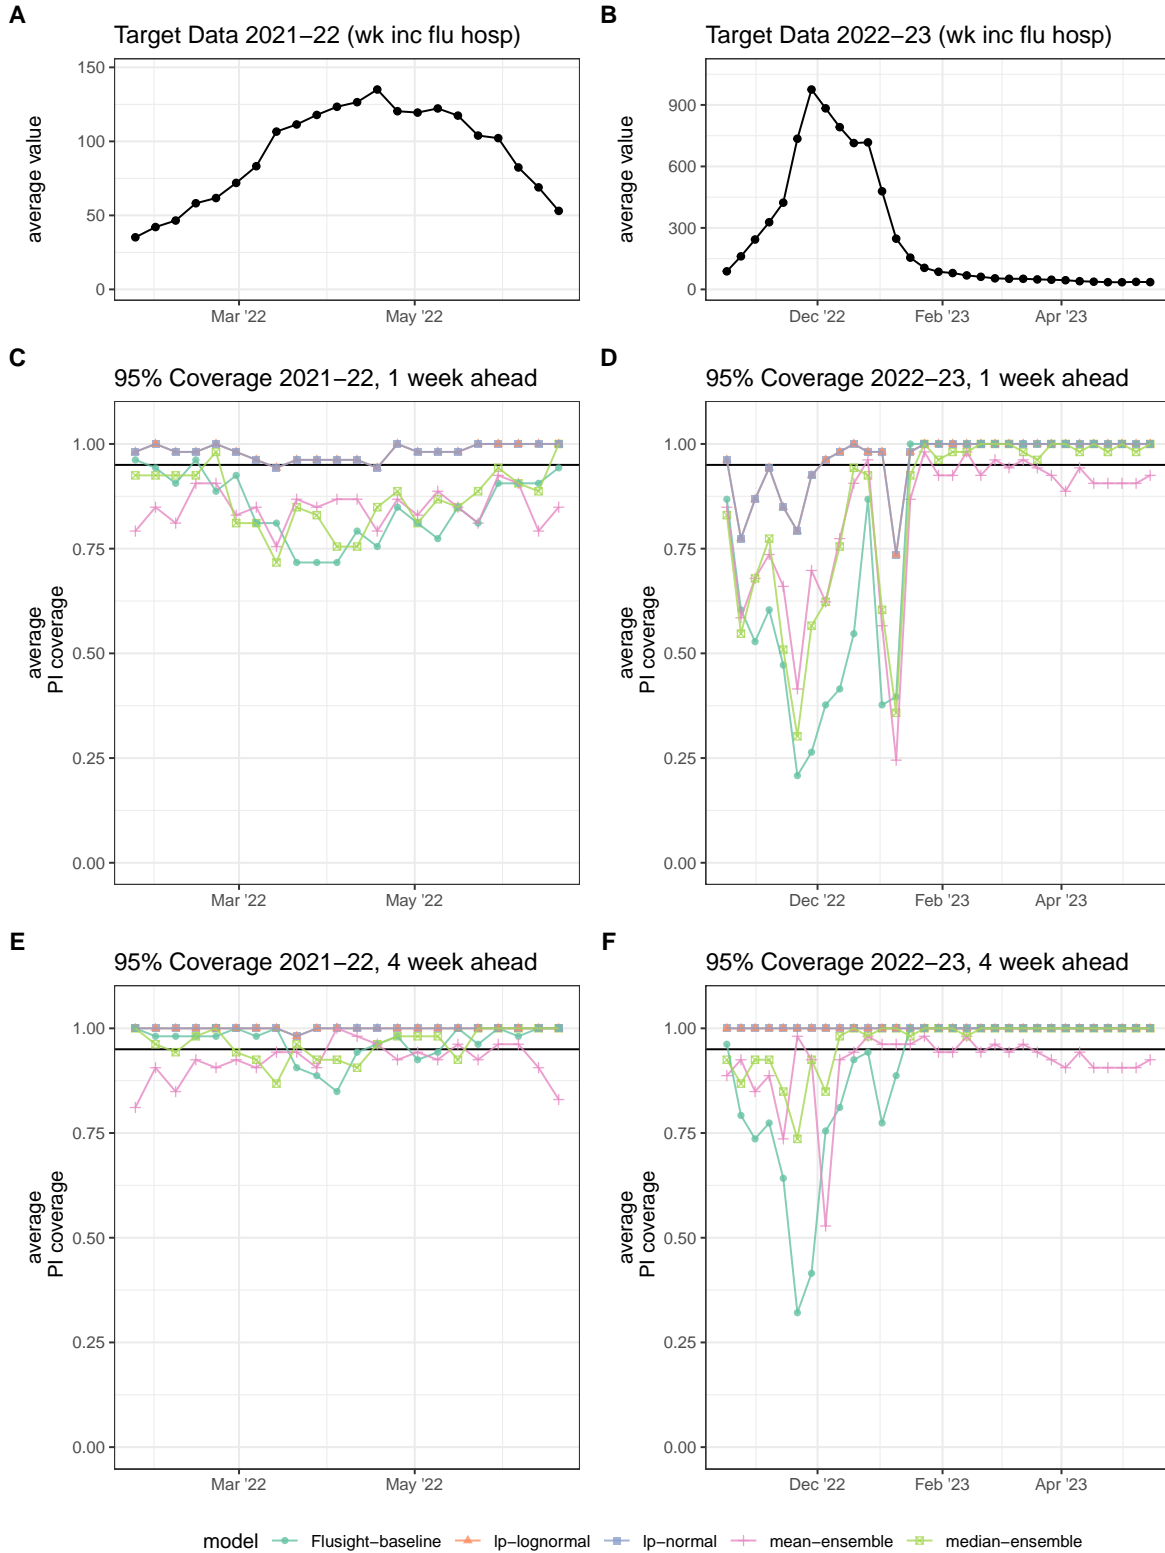 A
Target Data 2021−22 (wk inc flu hosp)
150
100
50
0
average value
Mar '22
May '22
B
Target Data 2022−23 (wk inc flu hosp)
900
600
300
0
average value
Dec '22
Feb '23
Apr '23
C
95% Coverage 2021−22, 1 week ahead
1.00
0.75
0.50
0.25
0.00
average
PI coverage
Mar '22
May '22
D
95% Coverage 2022−23, 1 week ahead
1.00
0.75
0.50
0.25
0.00
average
PI coverage
Dec '22
Feb '23
Apr '23
E
95% Coverage 2021−22, 4 week ahead
1.00
0.75
0.50
0.25
0.00
average
PI coverage
Mar '22
May '22
F
95% Coverage 2022−23, 4 week ahead
1.00
0.75
0.50
0.25
0.00
average
PI coverage
Dec '22
Feb '23
Apr '23
model Flusight−baseline lp−lognormal lp−normal mean−ensemble median−ensemble